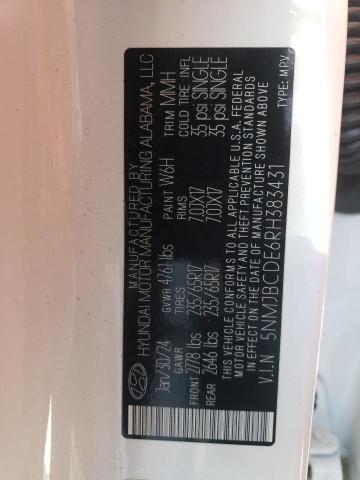 MANUFACTURED BY
HYUNDAI MOTOR MANUFACTURING ALABAMA, LLC
Jan/30/24 GVWR 4761 lbs PAINT W6H TRIM MMH
GAWR TIRES RIMS COLD TIRE INFL
FRONT 2778 lbs 235/65R17 7.0JX17 35 psi SINGLE
REAR 2646 lbs 235/65R17 7.0JX17 35 psi SINGLE
THIS VEHICLE CONFORMS TO ALL APPLICABLE U.S.A. FEDERAL
MOTOR VEHICLE SAFETY AND THEFT PREVENTION STANDARDS
IN EFFECT ON THE DATE OF MANUFACTURE SHOWN ABOVE
V.I.N 5NMJBCDE6RH383431 TYPE: MPV